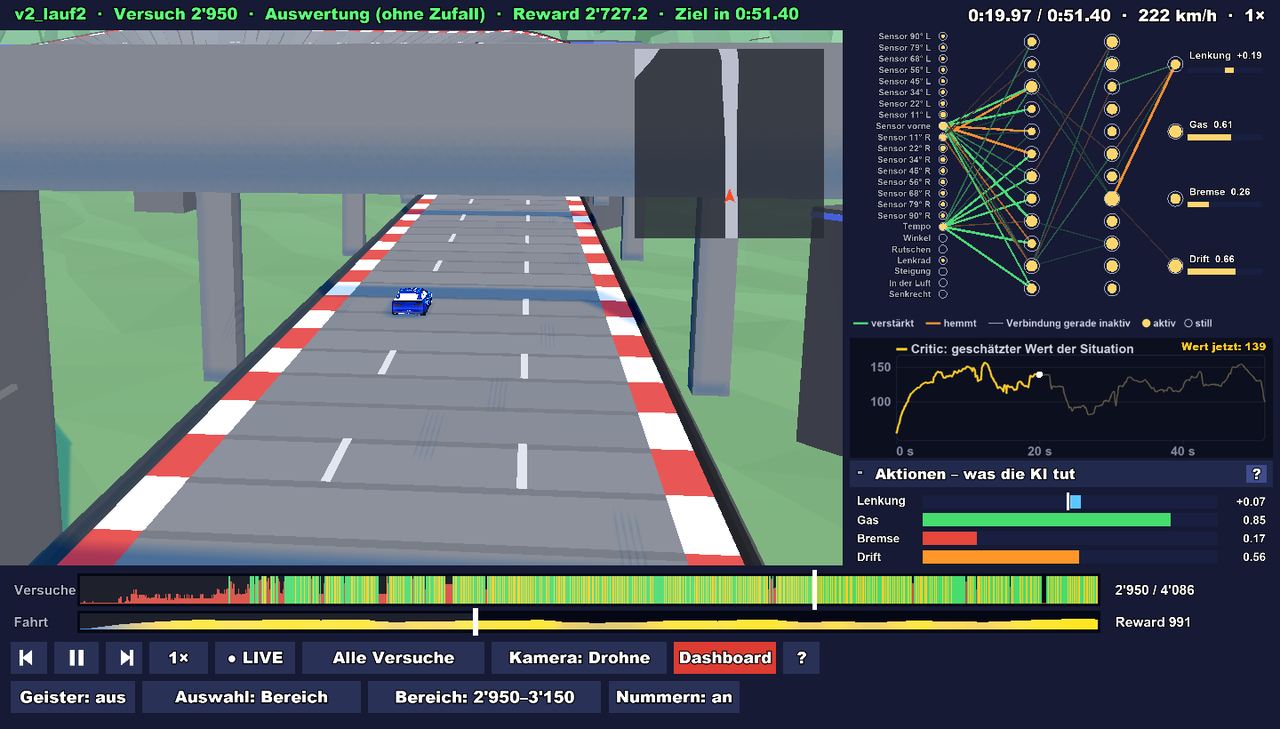 v2_lauf2 · Versuch 2'950 · Auswertung (ohne Zufall) · Reward 2'727.2 · Ziel in 0:51.40
0:19.97 / 0:51.40 · 222 km/h · 1×
Sensor 90° L
Sensor 79° L
Sensor 68° L
Sensor 56° L
Sensor 45° L
Sensor 34° L
Sensor 22° L
Sensor 11° L
Sensor vorne
Sensor 11° R
Sensor 22° R
Sensor 34° R
Sensor 45° R
Sensor 56° R
Sensor 68° R
Sensor 79° R
Sensor 90° R
Tempo
Winkel
Rutschen
Lenkrad
Steigung
In der Luft
Senkrecht
Lenkung +0.19
Gas 0.61
Bremse 0.26
Drift 0.66
verstärkt hemmt Verbindung gerade inaktiv aktiv still
Critic: geschätzter Wert der Situation Wert jetzt: 139
150
100
0 s 20 s 40 s
- Aktionen – was die KI tut ?
Lenkung +0.07
Gas 0.85
Bremse 0.17
Drift 0.56
Versuche 2'950 / 4'086
Fahrt Reward 991
1× • LIVE Alle Versuche Kamera: Drohne Dashboard ?
Geister: aus Auswahl: Bereich Bereich: 2'950–3'150 Nummern: an